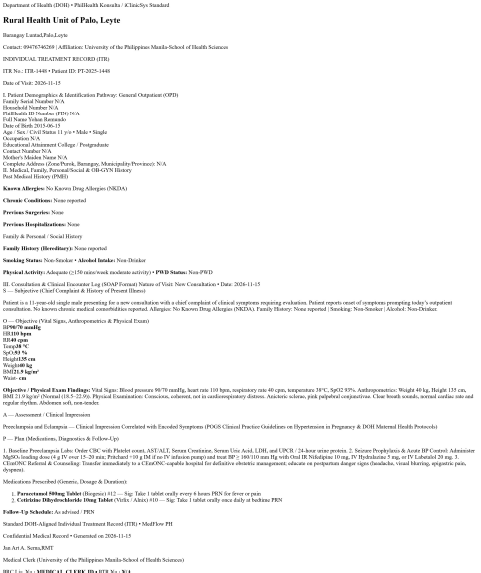 Department of Health (DOH) • PhilHealth Konsulta / iClinicSys Standard
Rural Health Unit of Palo, Leyte
Barangay Luntad,Palo,Leyte
Contact: 09476746269 | Affiliation: University of the Philippines Manila-School of Health Sciences
INDIVIDUAL TREATMENT RECORD (ITR)
ITR No.: ITR-1448 • Patient ID: PT-2025-1448
Date of Visit: 2026-11-15
I. Patient Demographics & Identification Pathway: General Outpatient (OPD)
Family Serial Number N/A
Household Number N/A
PhilHealth ID Number (PIN) N/A
Full Name Yohan Reimundo
Date of Birth 2015-06-15
Age / Sex / Civil Status 11 y/o • Male • Single
Occupation N/A
Educational Attainment College / Postgraduate
Contact Number N/A
Mother's Maiden Name N/A
Complete Address (Zone/Purok, Barangay, Municipality/Province): N/A
II. Medical, Family, Personal/Social & OB-GYN History
Past Medical History (PMH)
Known Allergies: No Known Drug Allergies (NKDA)
Chronic Conditions: None reported
Previous Surgeries: None
Previous Hospitalizations: None
Family & Personal / Social History
Family History (Hereditary): None reported
Smoking Status: Non-Smoker • Alcohol Intake: Non-Drinker
Physical Activity: Adequate (≥150 mins/week moderate activity) • PWD Status: Non-PWD
III. Consultation & Clinical Encounter Log (SOAP Format) Nature of Visit: New Consultation • Date: 2026-11-15
S — Subjective (Chief Complaint & History of Present Illness)
Patient is a 11-year-old single male presenting for a new consultation with a chief complaint of clinical symptoms requiring evaluation. Patient reports onset of symptoms prompting today's outpatient
consultation. No known chronic medical comorbidities reported. Allergies: No Known Drug Allergies (NKDA). Family History: None reported | Smoking: Non-Smoker | Alcohol: Non-Drinker.
O — Objective (Vital Signs, Anthropometrics & Physical Exam)
BP90/70 mmHg
HR110 bpm
RR40 cpm
Temp38 °C
SpO293 %
Height135 cm
Weight40 kg
BMI21.9 kg/m²
Waist- cm
Objective / Physical Exam Findings: Vital Signs: Blood pressure 90/70 mmHg, heart rate 110 bpm, respiratory rate 40 cpm, temperature 38°C, SpO2 93%. Anthropometrics: Weight 40 kg, Height 135 cm,
BMI 21.9 kg/m² (Normal (18.5–22.9)). Physical Examination: Conscious, coherent, not in cardiorespiratory distress. Anicteric sclerae, pink palpebral conjunctivae. Clear breath sounds, normal cardiac rate and
regular rhythm. Abdomen soft, non-tender.
A — Assessment / Clinical Impression
Preeclampsia and Eclampsia — Clinical Impression Correlated with Encoded Symptoms (POGS Clinical Practice Guidelines on Hypertension in Pregnancy & DOH Maternal Health Protocols)
P — Plan (Medications, Diagnostics & Follow-Up)
1. Baseline Preeclampsia Labs: Order CBC with Platelet count, AST/ALT, Serum Creatinine, Serum Uric Acid, LDH, and UPCR / 24-hour urine protein. 2. Seizure Prophylaxis & Acute BP Control: Administer
MgSO₄ loading dose (4 g IV over 15–20 min; Pritchard +10 g IM if no IV infusion pump) and treat BP ≥ 160/110 mm Hg with Oral IR Nifedipine 10 mg, IV Hydralazine 5 mg, or IV Labetalol 20 mg. 3.
CEmONC Referral & Counseling: Transfer immediately to a CEmONC-capable hospital for definitive obstetric management; educate on postpartum danger signs (headache, blurry vision, epigastric pain,
dyspnea).
Medications Prescribed (Generic, Dosage & Duration):
1. Paracetamol 500mg Tablet (Biogesic) #12 — Sig: Take 1 tablet orally every 6 hours PRN for fever or pain
2. Cetirizine Dihydrochloride 10mg Tablet (Virlix / Alnix) #10 — Sig: Take 1 tablet orally once daily at bedtime PRN
Follow-Up Schedule: As advised / PRN
Standard DOH-Aligned Individual Treatment Record (ITR) • MedFlow PH
Confidential Medical Record • Generated on 2026-11-15
Jan Ari A. Serus,RMT
Medical Clerk (University of the Philippines Manila-School of Health Sciences)
PRC Lic. No.: MEDICAL CLERK ID • PTR No.: N/A